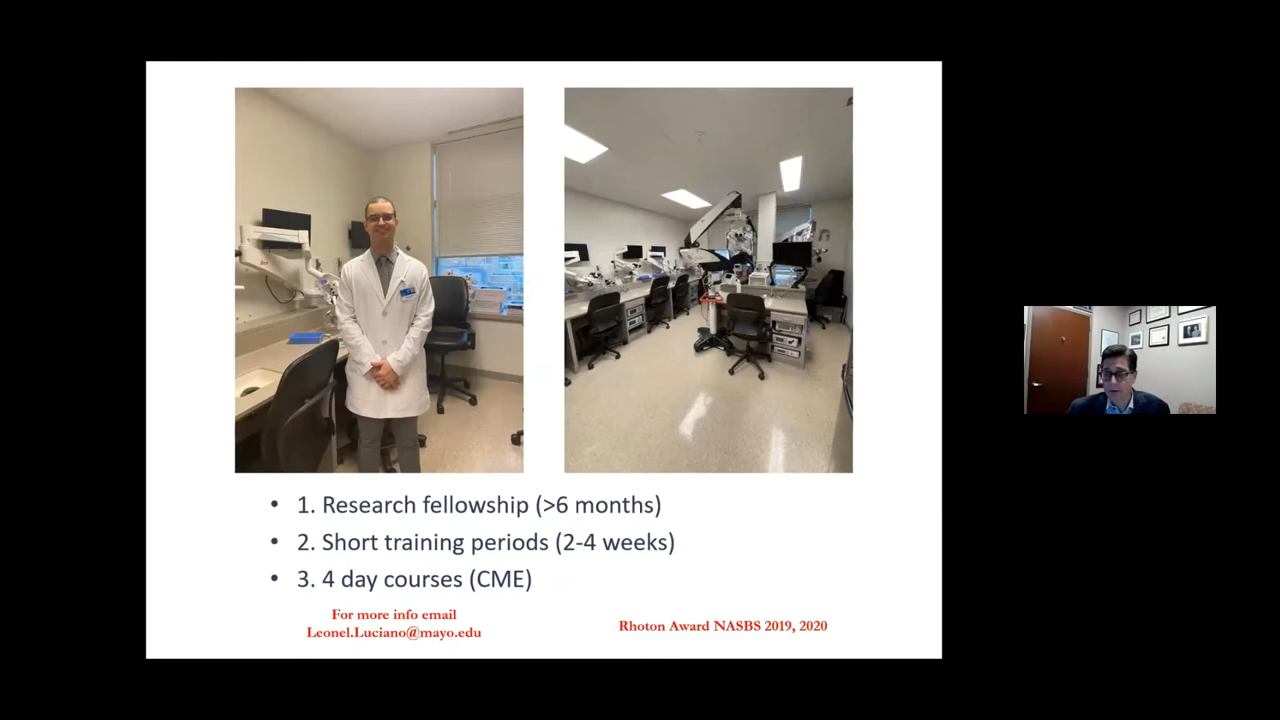 • 1. Research fellowship (>6 months)
• 2. Short training periods (2-4 weeks)
• 3. 4 day courses (CME)
For more info email
Leonel.Luciano@mayo.edu
Rhoton Award NASBS 2019, 2020